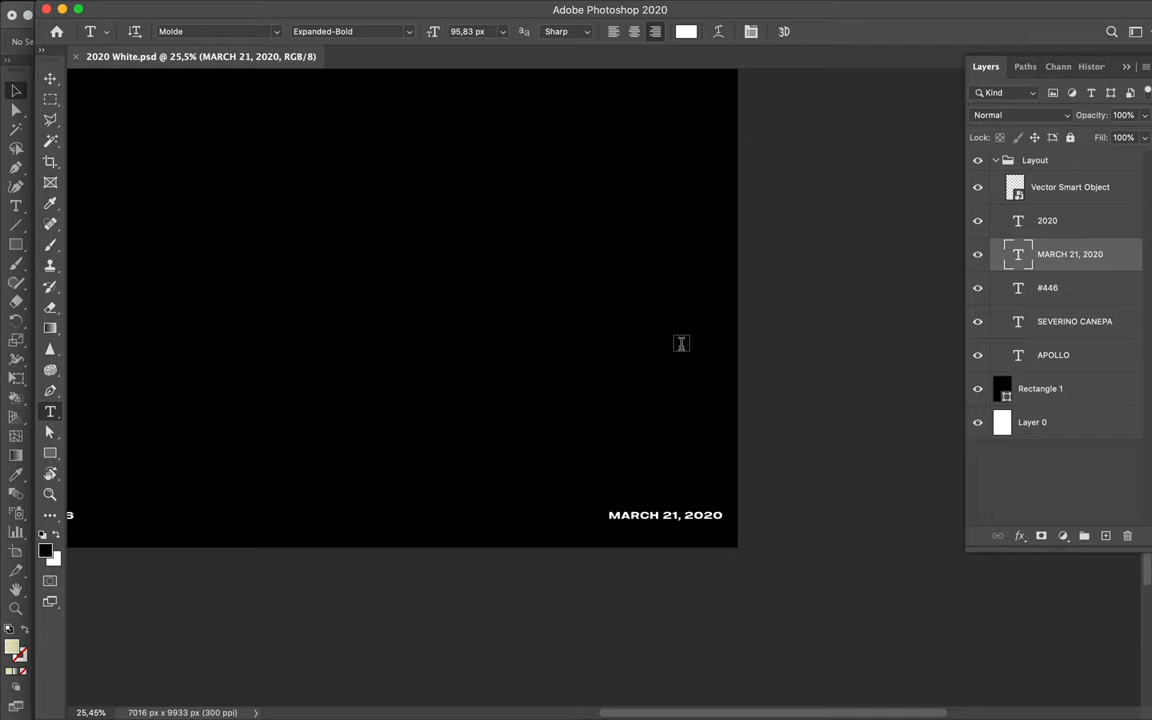 Adobe Photoshop 2020
No Se
Molde
Expanded-Bold
95,83 px
Sharp
3D
2020 White.psd @ 25,5% (MARCH 21, 2020, RGB/8)
Layers
Paths
Chann
Histor
Kind
Normal
Opacity: 100%
Lock:
Fill: 100%
Layout
Vector Smart Object
2020
MARCH 21, 2020
#446
SEVERINO CANEPA
APOLLO
Rectangle 1
Layer 0
6
MARCH 21, 2020
fx
25,45%
7016 px x 9933 px (300 ppi)